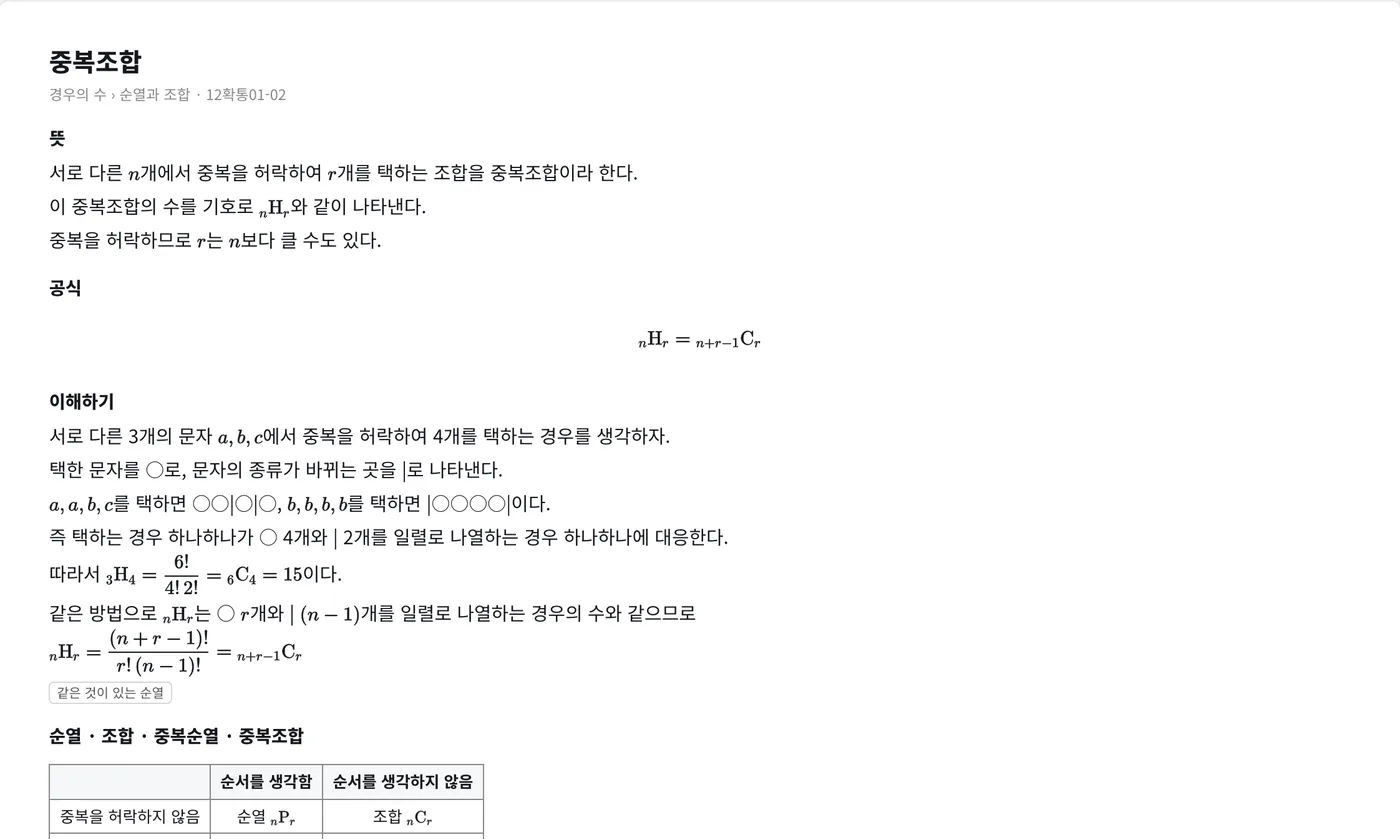 중복조합
경우의 수 › 순열과 조합 · 12확통01-02
뜻
서로 다른 n개에서 중복을 허락하여 r개를 택하는 조합을 중복조합이라 한다.
이 중복조합의 수를 기호로 ₙHᵣ와 같이 나타낸다.
중복을 허락하므로 r는 n보다 클 수도 있다.
공식
ₙHᵣ = ₙ₊ᵣ₋₁Cᵣ
이해하기
서로 다른 3개의 문자 a, b, c에서 중복을 허락하여 4개를 택하는 경우를 생각하자.
택한 문자를 ◯로, 문자의 종류가 바뀌는 곳을 |로 나타낸다.
a, a, b, c를 택하면 ◯◯|◯|◯, b, b, b, b를 택하면 |◯◯◯◯|이다.
즉 택하는 경우 하나하나가 ◯ 4개와 | 2개를 일렬로 나열하는 경우 하나하나에 대응한다.
따라서 ₃H₄ = 6!/(4! 2!) = ₆C₄ = 15이다.
같은 방법으로 ₙHᵣ는 ◯ r개와 | (n − 1)개를 일렬로 나열하는 경우의 수와 같으므로
ₙHᵣ = (n + r − 1)!/(r! (n − 1)!) = ₙ₊ᵣ₋₁Cᵣ
같은 것이 있는 순열
순열 · 조합 · 중복순열 · 중복조합
순서를 생각함 순서를 생각하지 않음
중복을 허락하지 않음 순열 ₙPᵣ 조합 ₙCᵣ